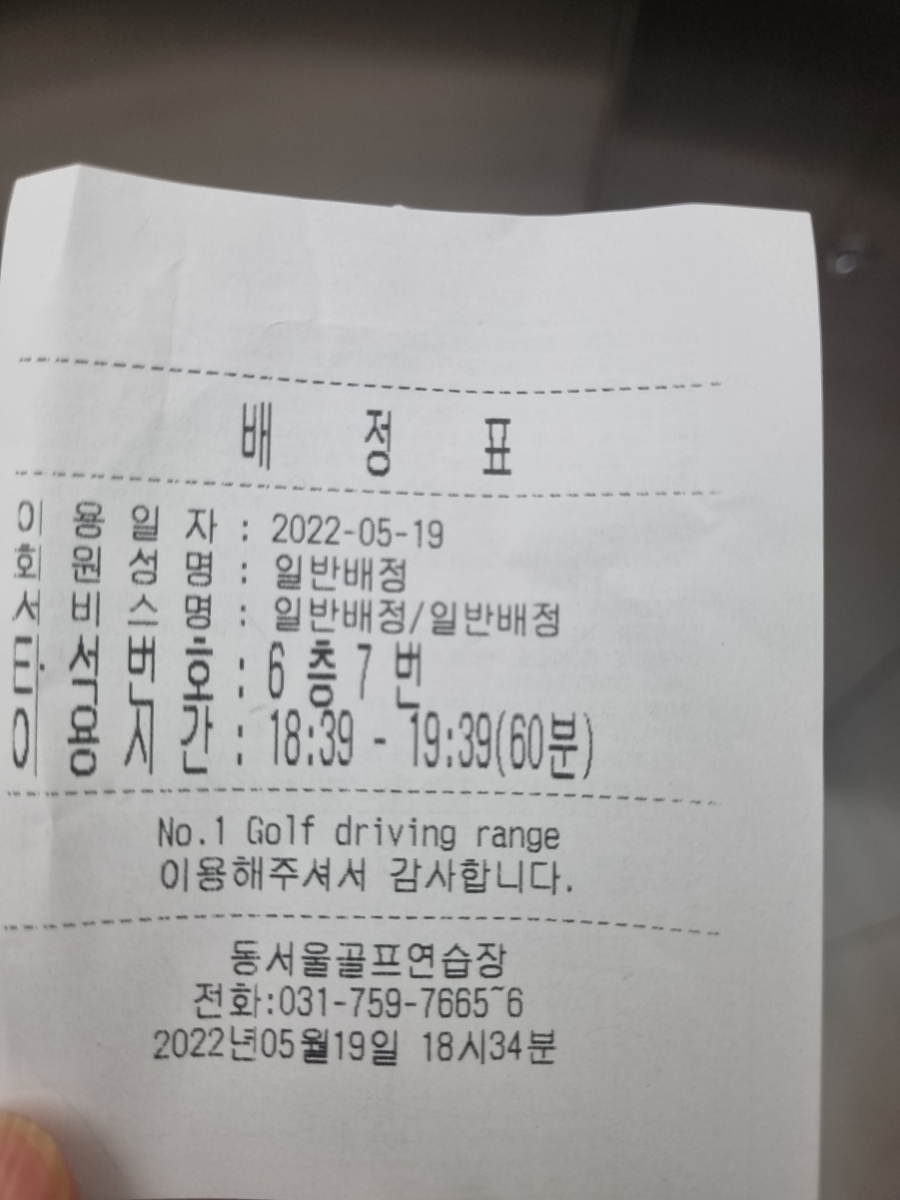 배 정 표
이 용 일 자 : 2022-05-19
회 원 성 명 : 일반배정
서 비 스 명 : 일반배정/일반배정
타 석 번 호 : 6 층 7 번
이 용 시 간 : 18:39 - 19:39(60분)
No.1 Golf driving range
이용해주셔서 감사합니다.
동서울골프연습장
전화:031-759-7665~6
2022년05월19일 18시34분